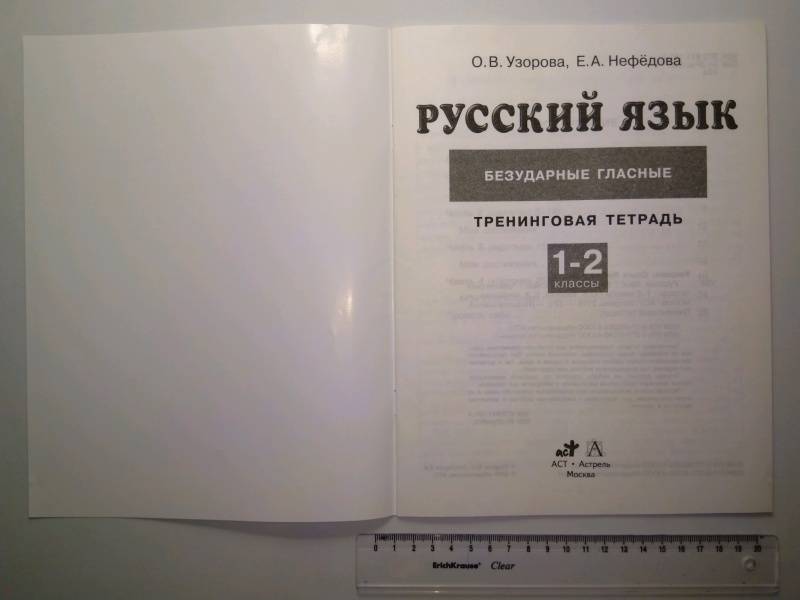 О.В. Узорова, Е.А. Нефёдова
РУССКИЙ ЯЗЫК
БЕЗУДАРНЫЕ ГЛАСНЫЕ
ТРЕНИНГОВАЯ ТЕТРАДЬ
1-2
КЛАССЫ
аст А
АСТ • Астрель
Москва
0 1 2 3 4 5 6 7 8 9 10 11 12 13 14 15 16 17 18 19 20
ErichKrause® Clear